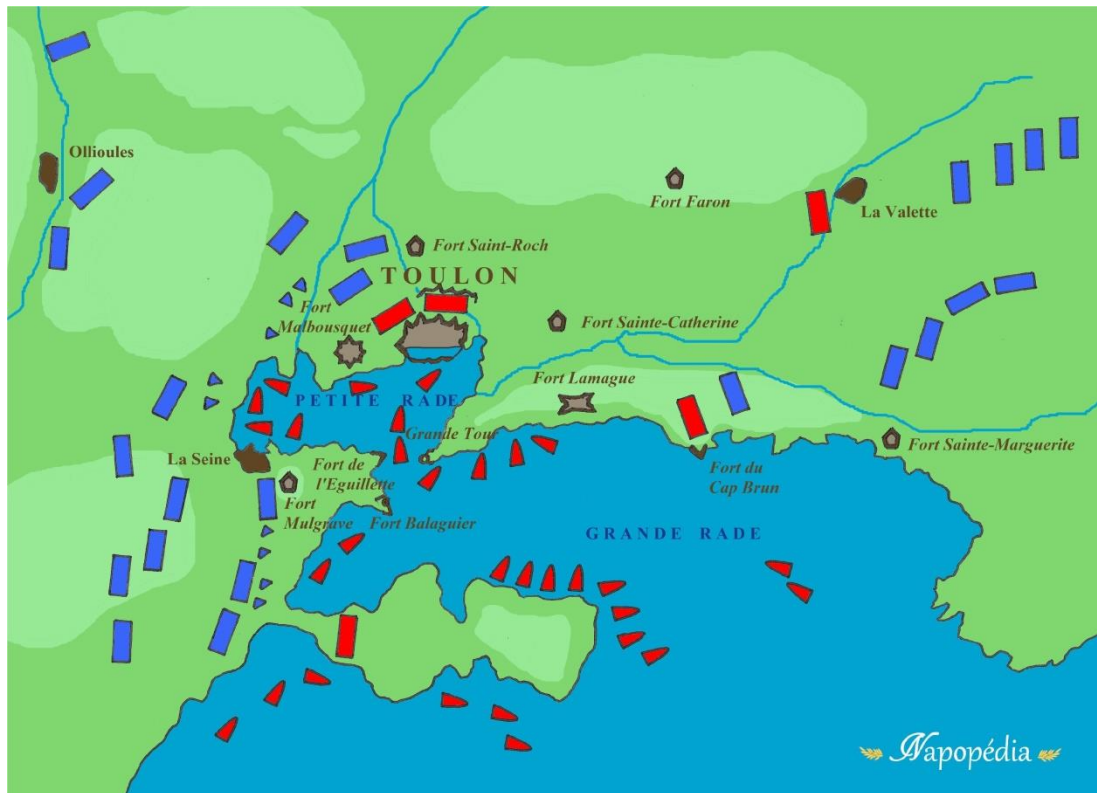 Ollioules
Fort Faron
La Valette
Fort Saint-Roch
TOULON
Fort
Malbousquet
Fort Sainte-Catherine
Fort Lamague
PETITE RADE
Grande Tour
Fort Sainte-Marguerite
La Seine
Fort de
l'Eguillette
Fort du
Cap Brun
Fort
Mulgrave
Fort Balaguier
GRANDE RADE
Napopédia